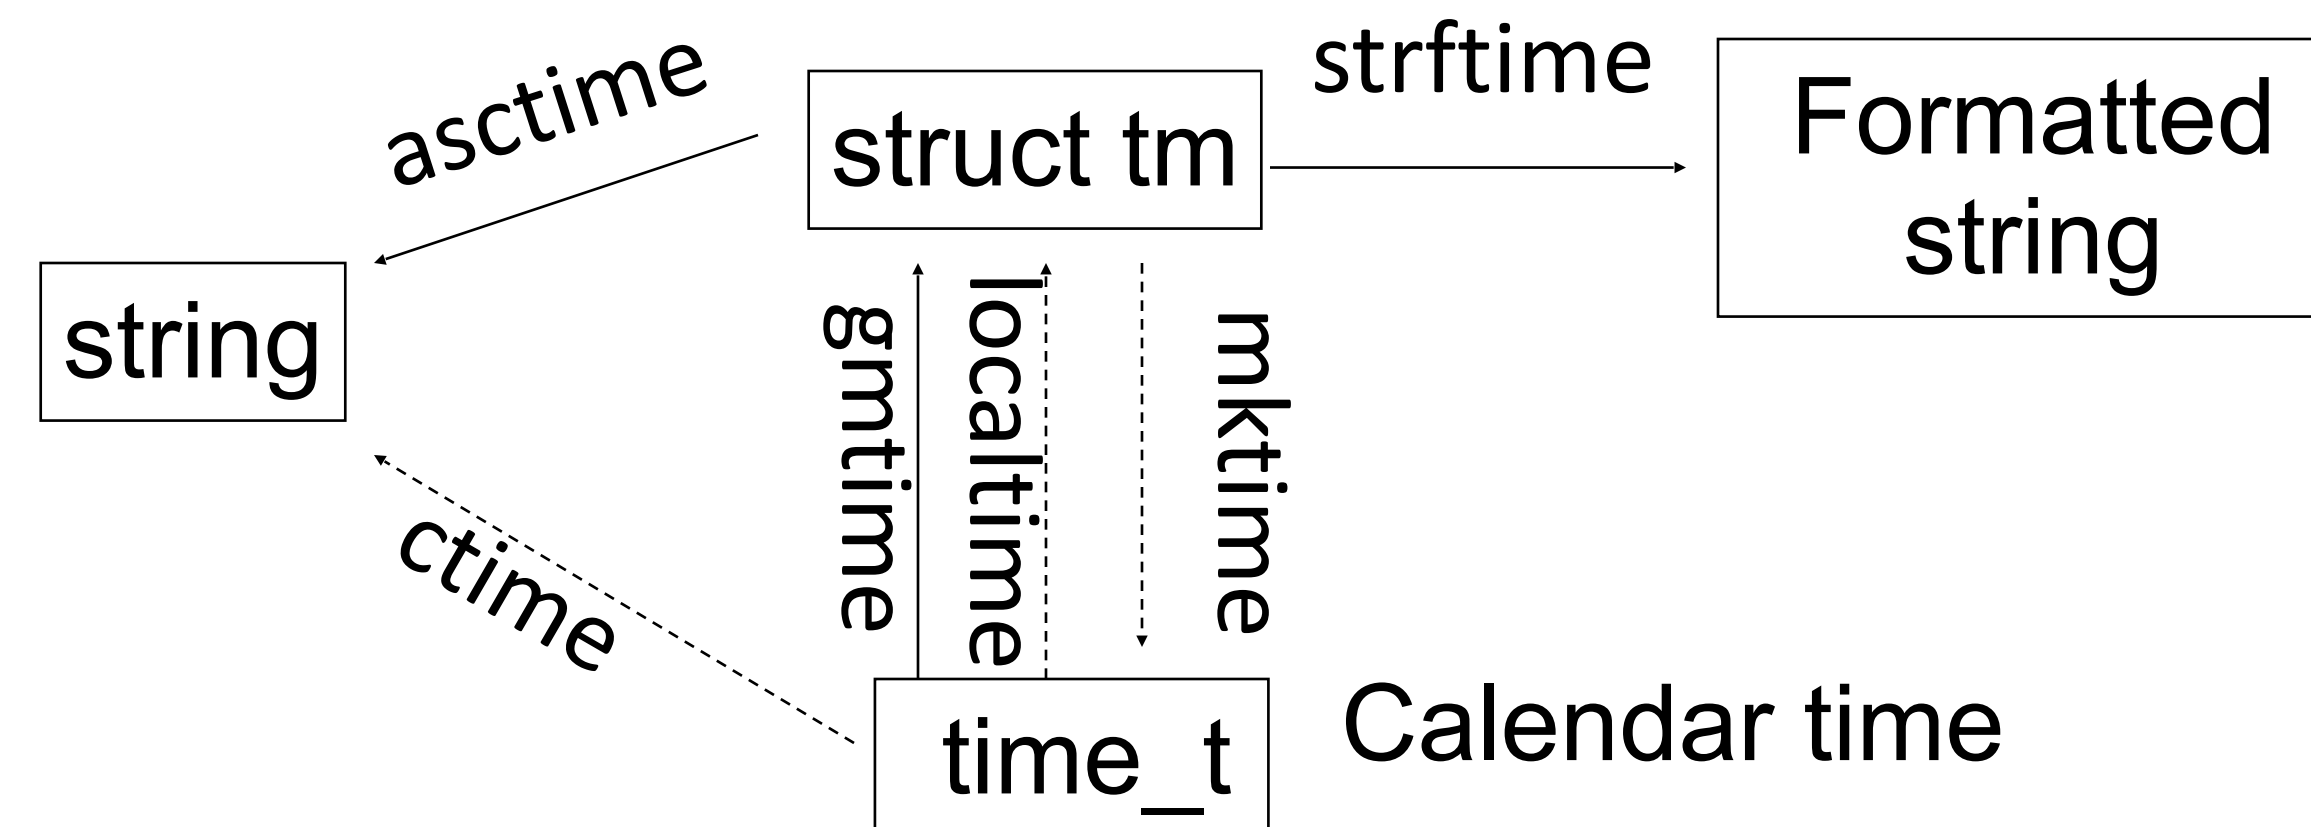 asctime
struct tm
strftime
Formatted
string
string
gmtime
localtime
mktime
ctime
time_t
Calendar time